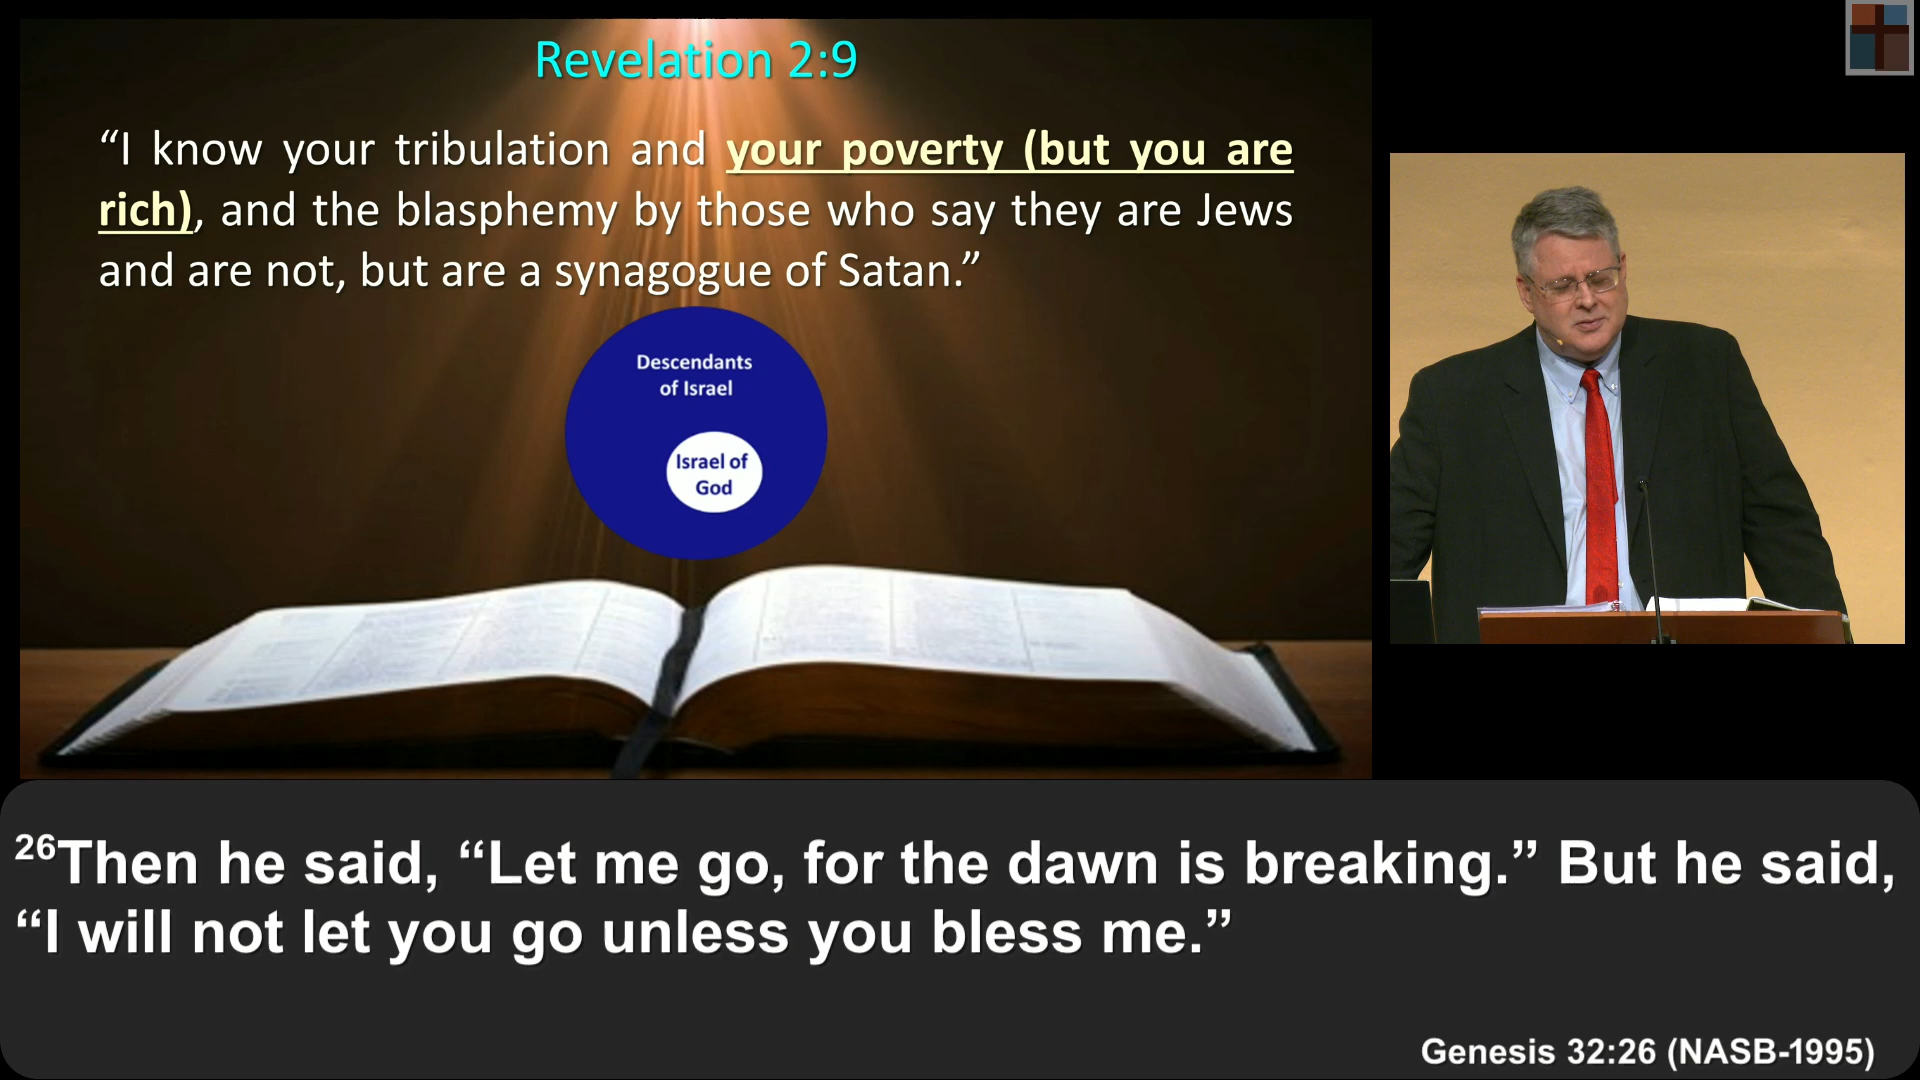 Revelation 2:9
“I know your tribulation and your poverty (but you are
rich), and the blasphemy by those who say they are Jews
and are not, but are a synagogue of Satan.”
Descendants
of Israel
Israel of
God
26Then he said, “Let me go, for the dawn is breaking.” But he said,
“I will not let you go unless you bless me.”
Genesis 32:26 (NASB-1995)